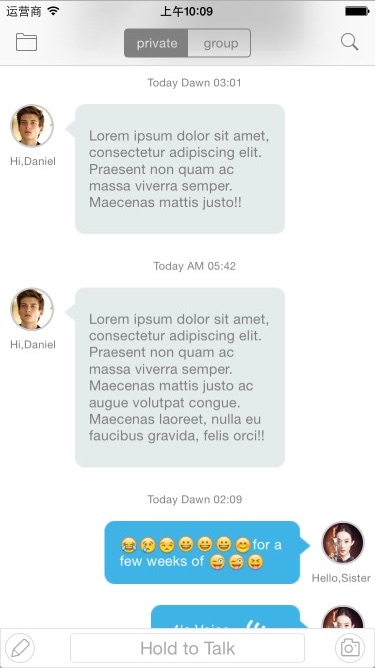 运营商 上午10:09
private group
Today Dawn 03:01
Lorem ipsum dolor sit amet,
consectetur adipiscing elit.
Praesent non quam ac
massa viverra semper.
Maecenas mattis justo!!
Hi,Daniel
Today AM 05:42
Lorem ipsum dolor sit amet,
consectetur adipiscing elit.
Praesent non quam ac
massa viverra semper.
Maecenas mattis justo ac
augue volutpat congue.
Maecenas laoreet, nulla eu
faucibus gravida, felis orci!!
Hi,Daniel
Today Dawn 02:09
😂😢😒😀😀😀😊for a
few weeks of 😜😜😝
Hello,Sister
Hold to Talk